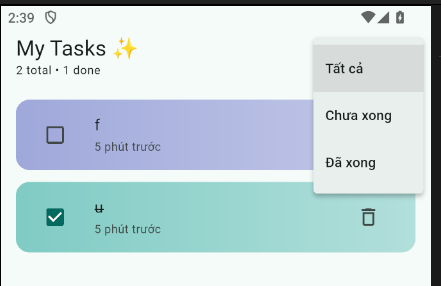 2:39
My Tasks ✨
2 total • 1 done
Tất cả
Chưa xong
Đã xong
f
5 phút trước
u
5 phút trước